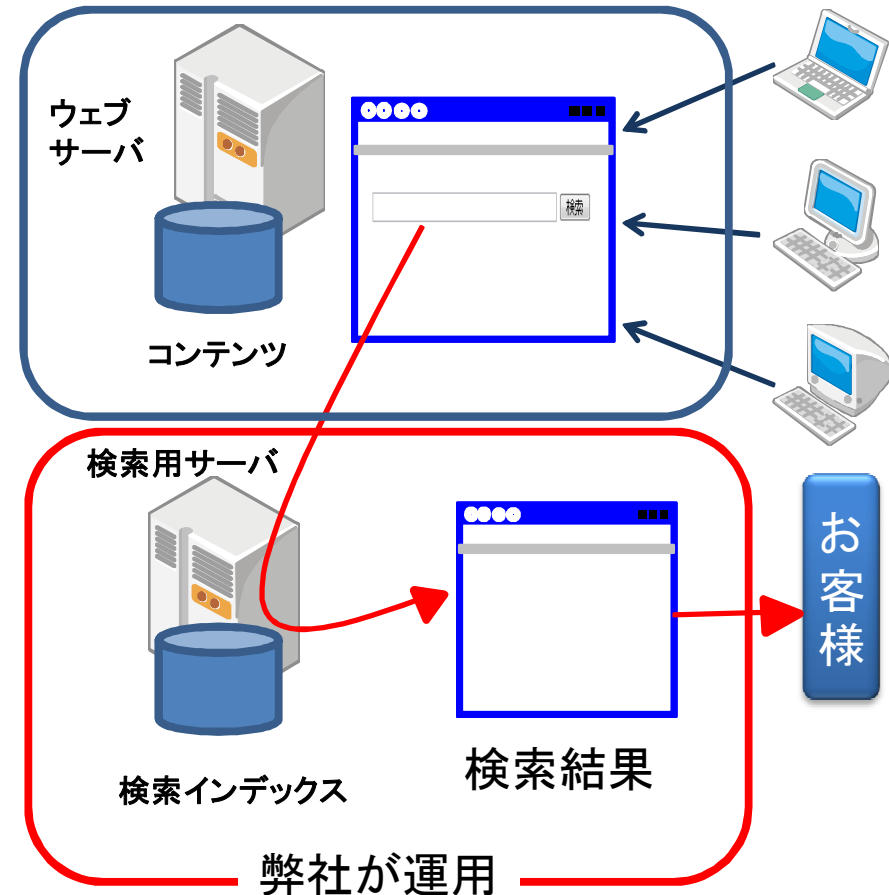 ウェブ
サーバ
検索
コンテンツ
検索用サーバ
お客様
検索結果
検索インデックス
弊社が運用